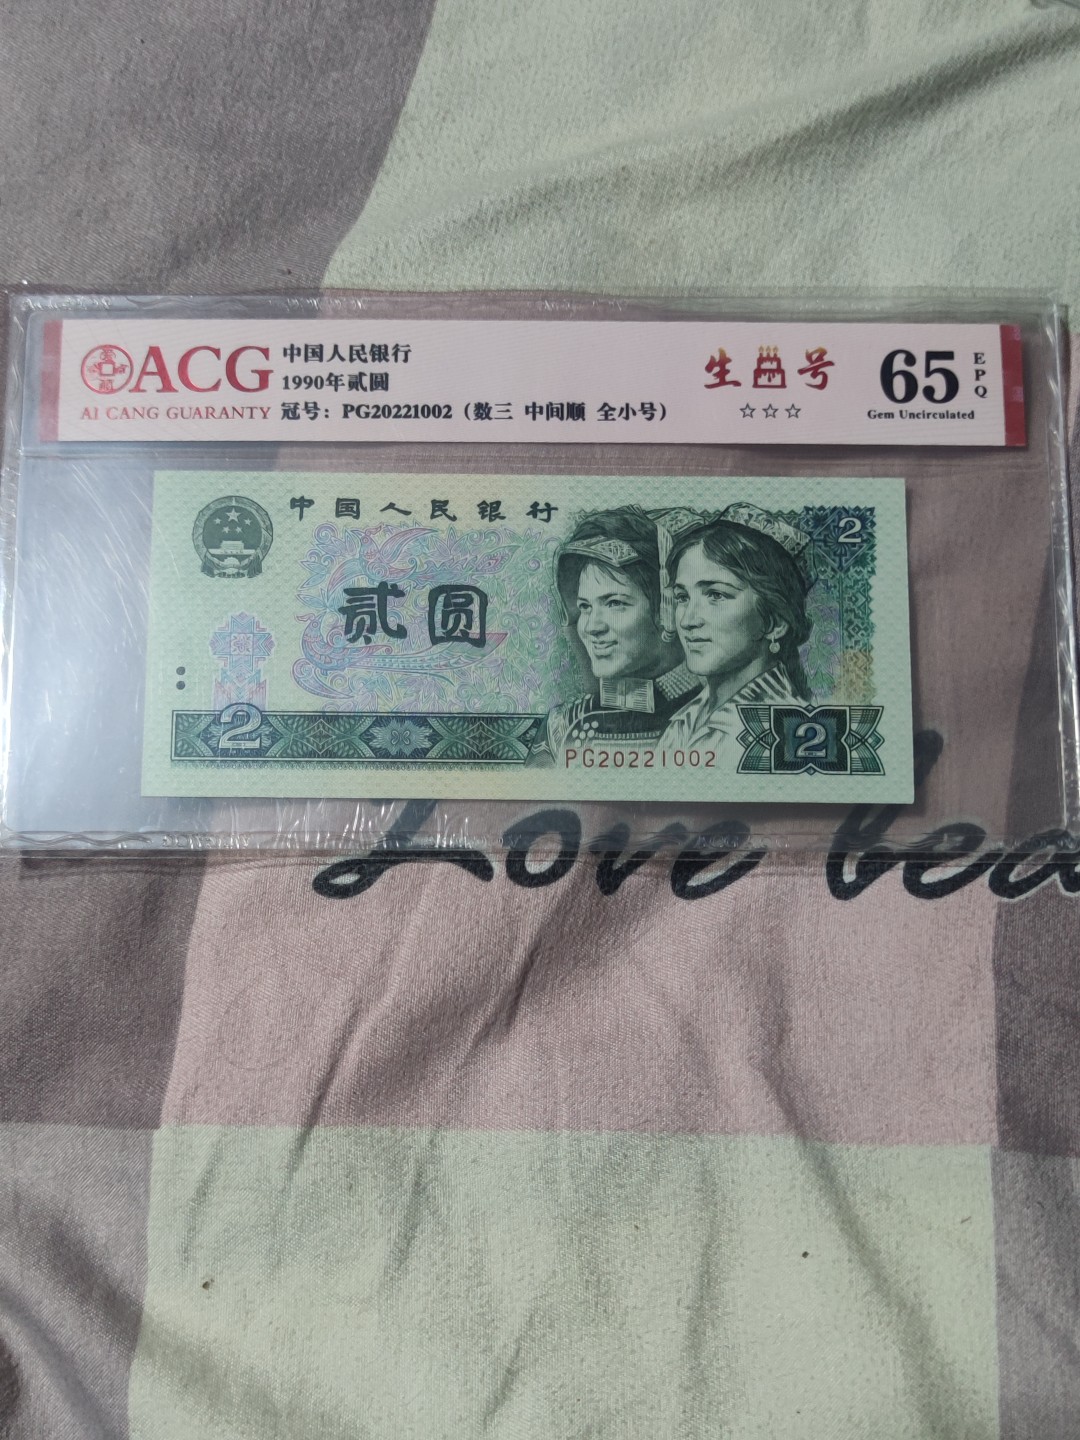 ACG
AI CANG GUARANTY
中国人民银行
1990年贰圆
冠号：PG20221002（数三 中间顺 全小号）
生日号
☆☆☆
65
EPQ
Gem Uncirculated
中国人民银行
2
贰圆
2
PG20221002
2
Love bea